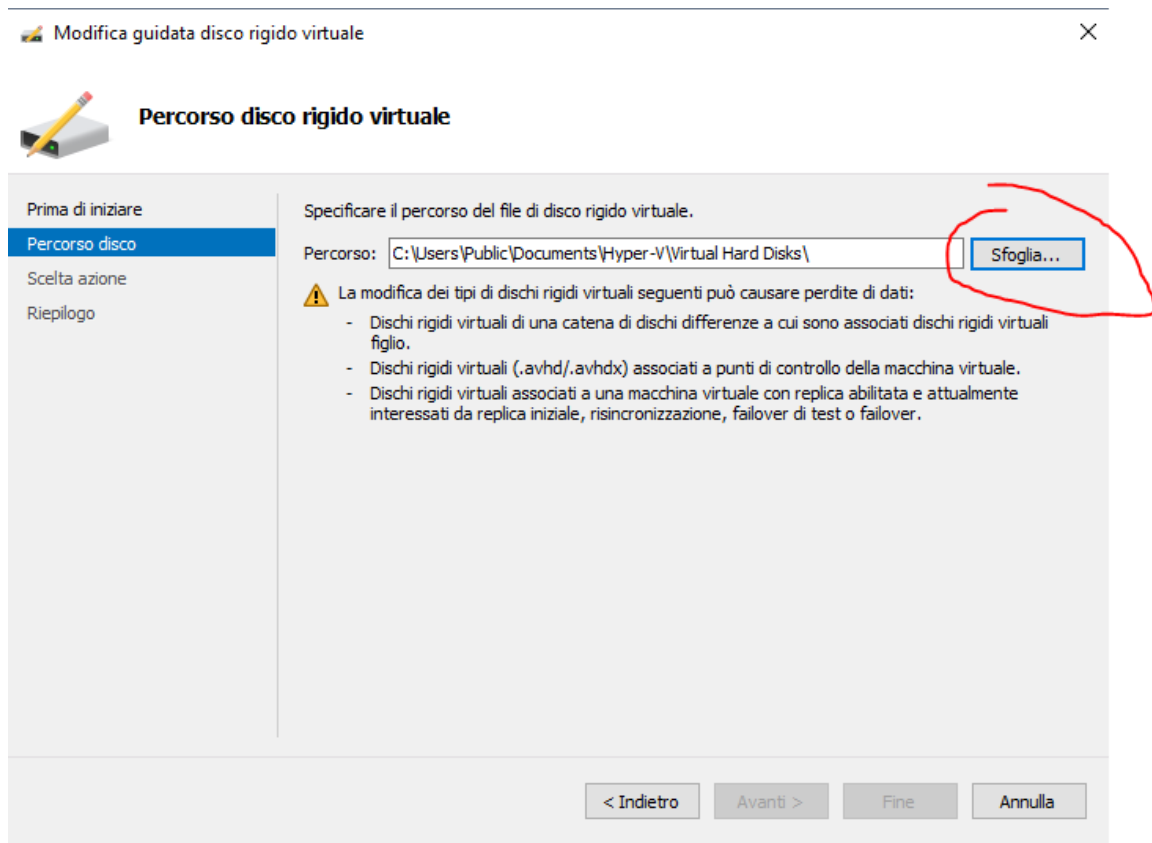 Modifica guidata disco rigido virtuale
Percorso disco rigido virtuale
Prima di iniziare
Percorso disco
Scelta azione
Riepilogo
Specificare il percorso del file di disco rigido virtuale.
Percorso: C:\Users\Public\Documents\Hyper-V\Virtual Hard Disks\ Sfoglia...
La modifica dei tipi di dischi rigidi virtuali seguenti può causare perdite di dati:
- Dischi rigidi virtuali di una catena di dischi differenze a cui sono associati dischi rigidi virtuali
figlio.
- Dischi rigidi virtuali (.avhd/.avhdx) associati a punti di controllo della macchina virtuale.
- Dischi rigidi virtuali associati a una macchina virtuale con replica abilitata e attualmente
interessati da replica iniziale, risincronizzazione, failover di test o failover.
< Indietro Avanti > Fine Annulla